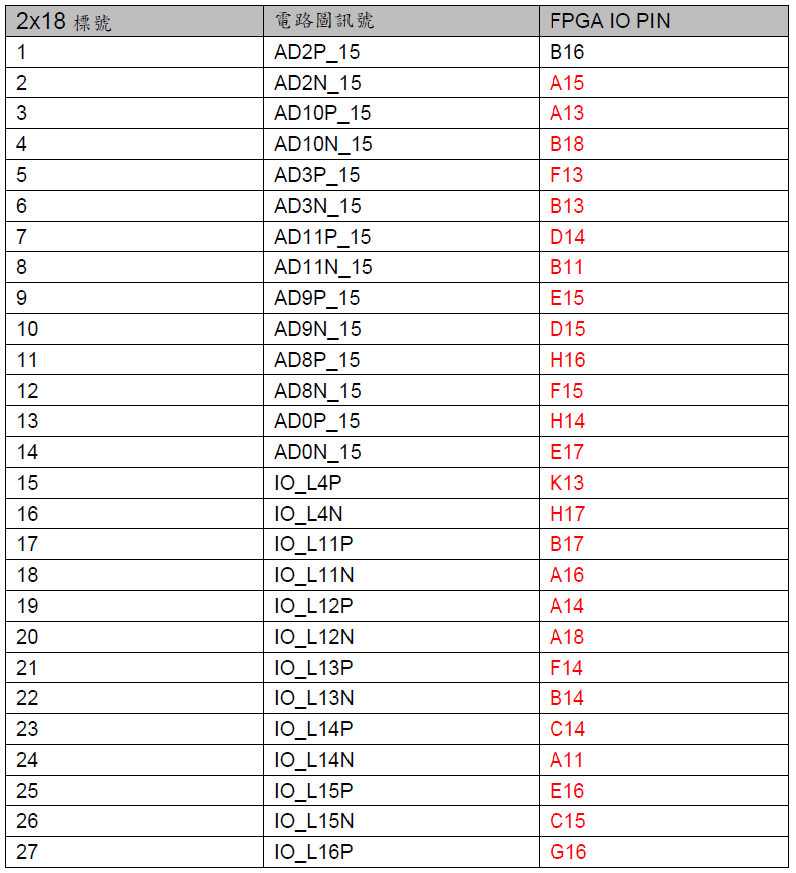 2x18 標號 電路圖訊號 FPGA IO PIN
1 AD2P_15 B16
2 AD2N_15 A15
3 AD10P_15 A13
4 AD10N_15 B18
5 AD3P_15 F13
6 AD3N_15 B13
7 AD11P_15 D14
8 AD11N_15 B11
9 AD9P_15 E15
10 AD9N_15 D15
11 AD8P_15 H16
12 AD8N_15 F15
13 AD0P_15 H14
14 AD0N_15 E17
15 IO_L4P K13
16 IO_L4N H17
17 IO_L11P B17
18 IO_L11N A16
19 IO_L12P A14
20 IO_L12N A18
21 IO_L13P F14
22 IO_L13N B14
23 IO_L14P C14
24 IO_L14N A11
25 IO_L15P E16
26 IO_L15N C15
27 IO_L16P G16